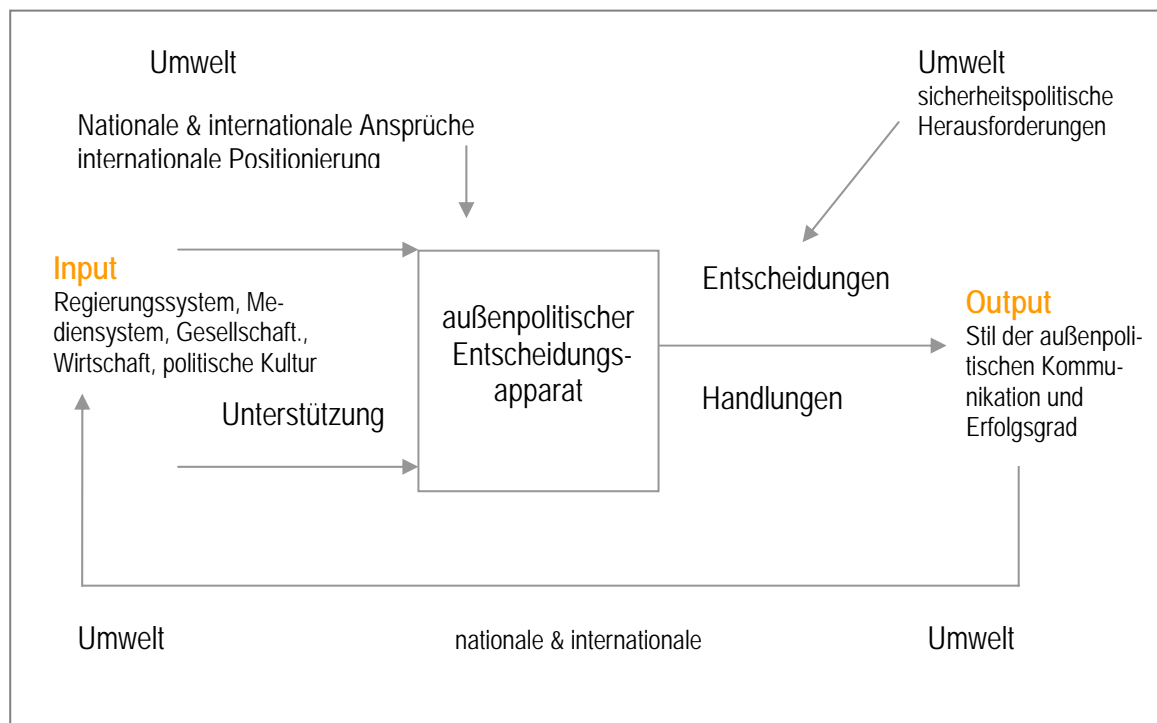 Umwelt
Nationale & internationale Ansprüche
internationale Positionierung
Umwelt
sicherheitspolitische
Herausforderungen
Input
Regierungssystem, Me-
diensystem, Gesellschaft.,
Wirtschaft, politische Kultur
Unterstützung
außenpolitischer
Entscheidungs-
apparat
Entscheidungen
Handlungen
Output
Stil der außenpoli-
tischen Kommu-
nikation und
Erfolgsgrad
Umwelt
nationale & internationale
Umwelt